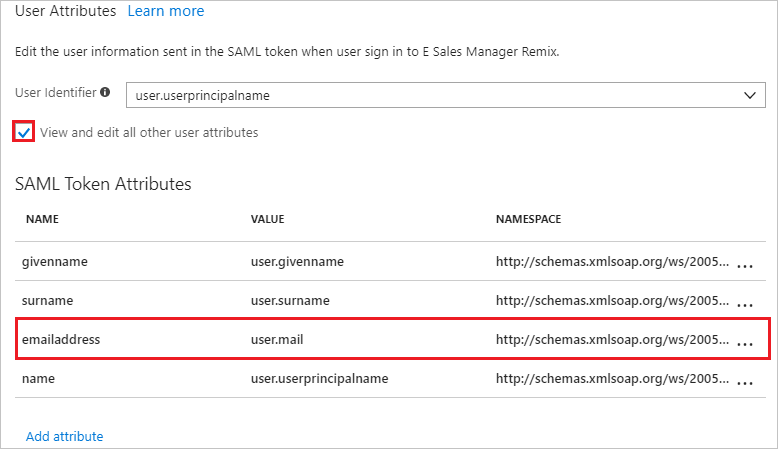 User Attributes Learn more
Edit the user information sent in the SAML token when user sign in to E Sales Manager Remix.
User Identifier user.userprincipalname
View and edit all other user attributes
SAML Token Attributes
NAME VALUE NAMESPACE
givenname user.givenname http://schemas.xmlsoap.org/ws/2005... ...
surname user.surname http://schemas.xmlsoap.org/ws/2005... ...
emailaddress user.mail http://schemas.xmlsoap.org/ws/2005... ...
name user.userprincipalname http://schemas.xmlsoap.org/ws/2005... ...
Add attribute